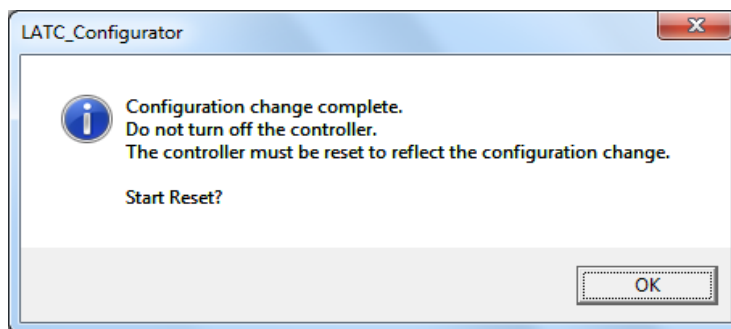 LATC_Configurator
Configuration change complete.
Do not turn off the controller.
The controller must be reset to reflect the configuration change.
Start Reset?
OK